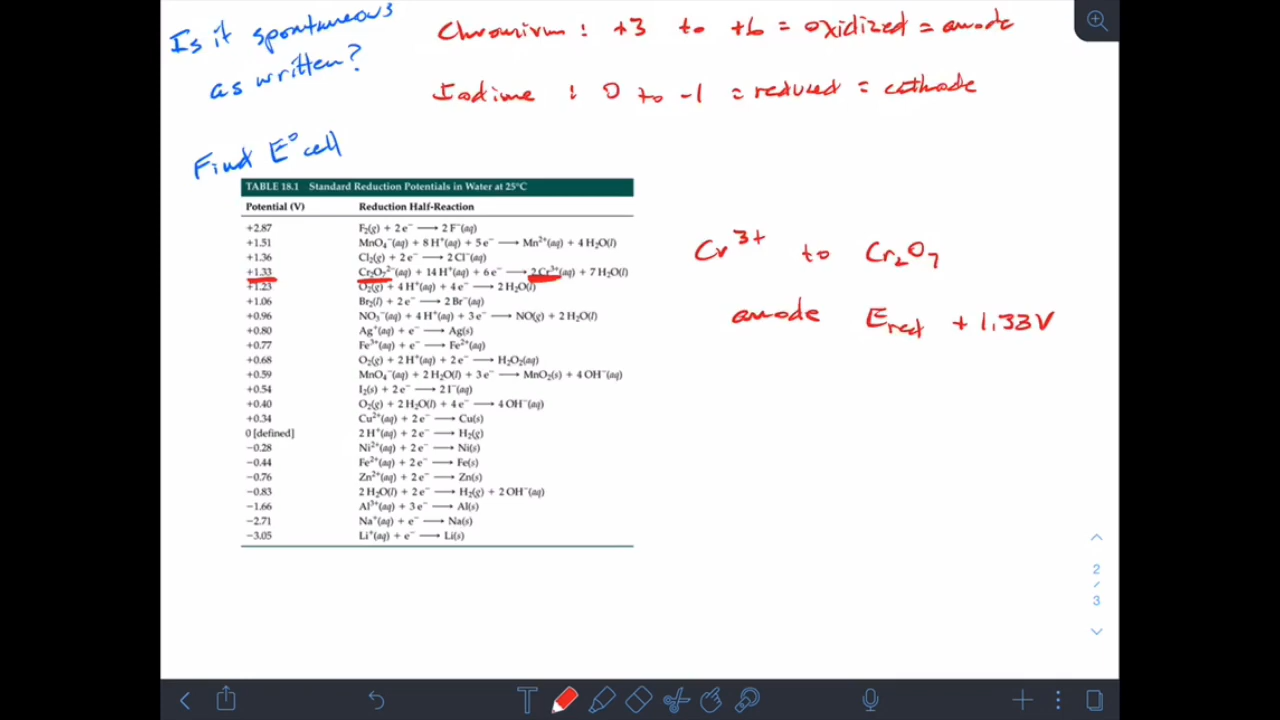 Is it spontaneous
as written?
Chromium : +3 to +6 = oxidized = anode
Iodine : 0 to -1 = reduced = cathode
Find E° cell
TABLE 18.1 Standard Reduction Potentials in Water at 25°C
Potential (V) Reduction Half-Reaction
+2.87 F₂(g) + 2 e⁻ ⟶ 2 F⁻(aq)
+1.51 MnO₄⁻(aq) + 8 H⁺(aq) + 5 e⁻ ⟶ Mn²⁺(aq) + 4 H₂O(l)
+1.36 Cl₂(g) + 2 e⁻ ⟶ 2 Cl⁻(aq)
+1.33 Cr₂O₇²⁻(aq) + 14 H⁺(aq) + 6 e⁻ ⟶ 2 Cr³⁺(aq) + 7 H₂O(l)
+1.23 O₂(g) + 4 H⁺(aq) + 4 e⁻ ⟶ 2 H₂O(l)
+1.06 Br₂(l) + 2 e⁻ ⟶ 2 Br⁻(aq)
+0.96 NO₃⁻(aq) + 4 H⁺(aq) + 3 e⁻ ⟶ NO(g) + 2 H₂O(l)
+0.80 Ag⁺(aq) + e⁻ ⟶ Ag(s)
+0.77 Fe³⁺(aq) + e⁻ ⟶ Fe²⁺(aq)
+0.68 O₂(g) + 2 H⁺(aq) + 2 e⁻ ⟶ H₂O₂(aq)
+0.59 MnO₄⁻(aq) + 2 H₂O(l) + 3 e⁻ ⟶ MnO₂(s) + 4 OH⁻(aq)
+0.54 I₂(s) + 2 e⁻ ⟶ 2 I⁻(aq)
+0.40 O₂(g) + 2 H₂O(l) + 4 e⁻ ⟶ 4 OH⁻(aq)
+0.34 Cu²⁺(aq) + 2 e⁻ ⟶ Cu(s)
0 [defined] 2 H⁺(aq) + 2 e⁻ ⟶ H₂(g)
−0.28 Ni²⁺(aq) + 2 e⁻ ⟶ Ni(s)
−0.44 Fe²⁺(aq) + 2 e⁻ ⟶ Fe(s)
−0.76 Zn²⁺(aq) + 2 e⁻ ⟶ Zn(s)
−0.83 2 H₂O(l) + 2 e⁻ ⟶ H₂(g) + 2 OH⁻(aq)
−1.66 Al³⁺(aq) + 3 e⁻ ⟶ Al(s)
−2.71 Na⁺(aq) + e⁻ ⟶ Na(s)
−3.05 Li⁺(aq) + e⁻ ⟶ Li(s)
Cr³⁺ to Cr₂O₇
anode E red + 1.33 V
2
/
3
T